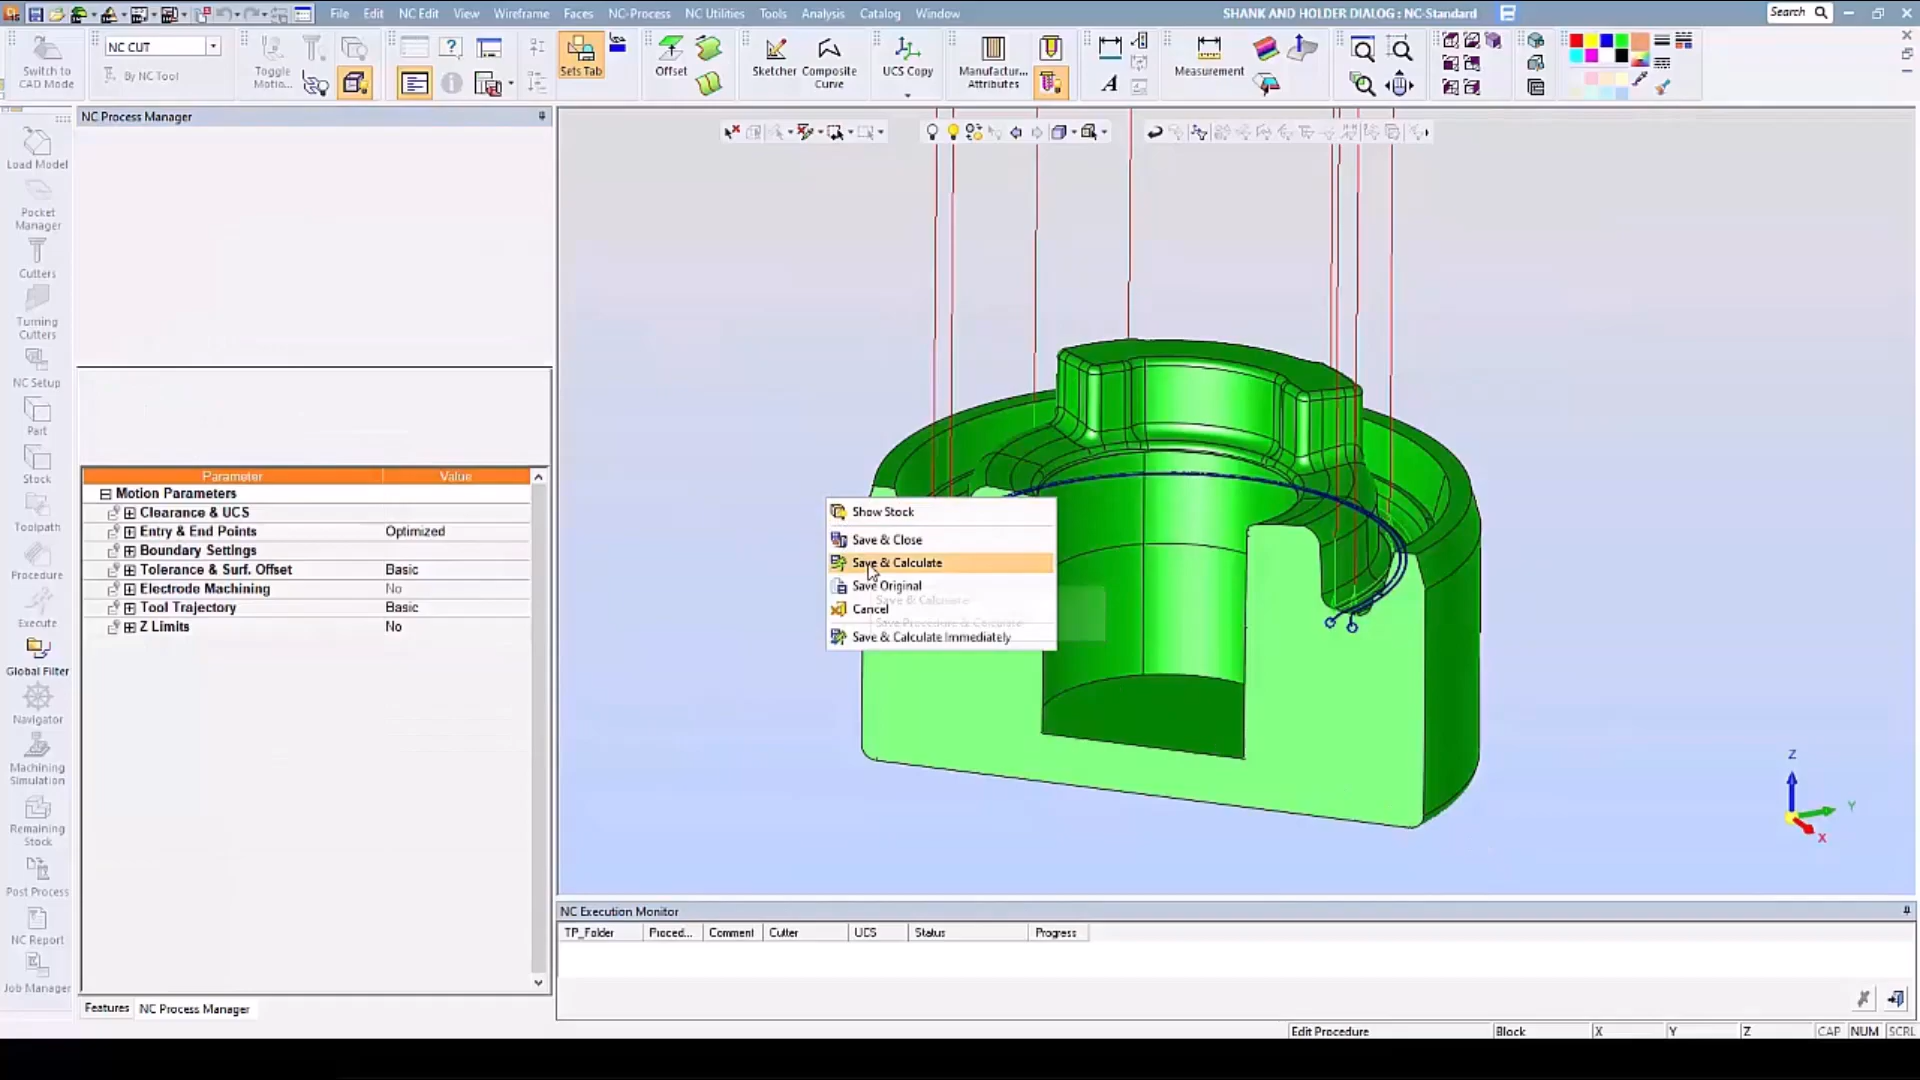 File Edit NC Edit View Wireframe Faces NC-Process NC Utilities Tools Analysis Catalog Window
SHANK AND HOLDER DIALOG : NC-Standard
Search
Switch to
CAD Mode
NC CUT
By NC Tool
Toggle
Motio...
Sets Tab
Offset
Sketcher
Composite
Curve
UCS Copy
Manufactur...
Attributes
A
Measurement
NC Process Manager
Load Model
Pocket
Manager
Cutters
Turning
Cutters
NC Setup
Part
Stock
Toolpath
Procedure
Execute
Global Filter
Navigator
Machining
Simulation
Remaining
Stock
Post Process
NC Report
Job Manager
Parameter Value
Motion Parameters
Clearance & UCS
Entry & End Points Optimized
Boundary Settings
Tolerance & Surf. Offset Basic
Electrode Machining No
Tool Trajectory Basic
Z Limits No
Show Stock
Save & Close
Save & Calculate
Save Original
Save & Calculate
Cancel
Save Procedure & Calculate
Save & Calculate Immediately
Z
Y
X
NC Execution Monitor
TP_Folder Proced... Comment Cutter UCS Status Progress
Features NC Process Manager
Edit Procedure Block X Y Z CAP NUM SCRL